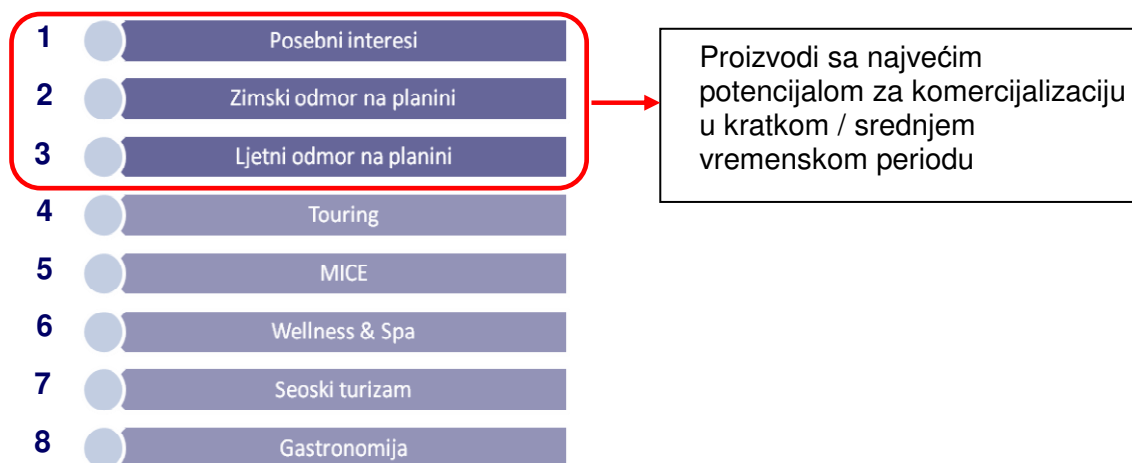 1 Posebni interesi
2 Zimski odmor na planini
3 Ljetni odmor na planini
4 Touring
5 MICE
6 Wellness & Spa
7 Seoski turizam
8 Gastronomija
Proizvodi sa najvećim
potencijalom za komercijalizaciju
u kratkom / srednjem
vremenskom periodu